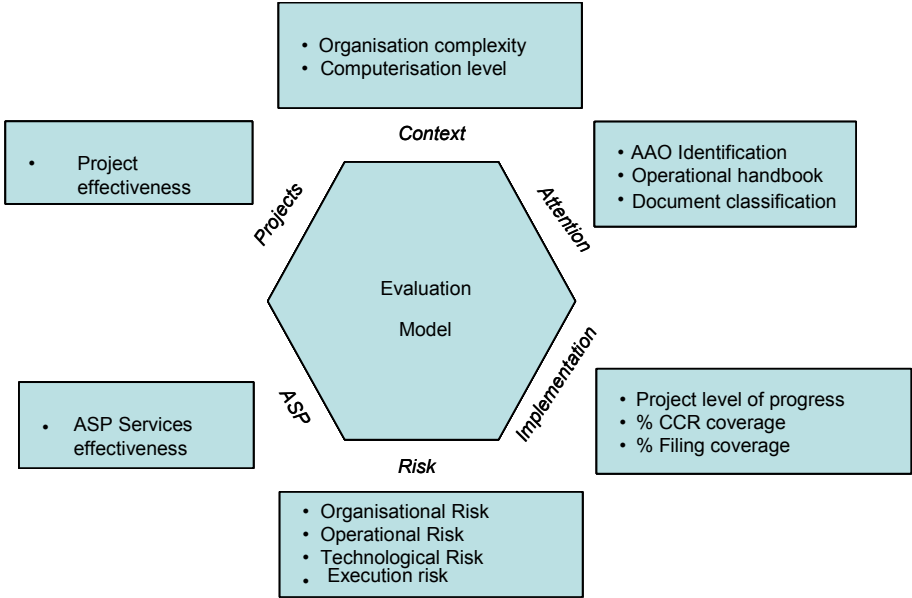 • Organisation complexity
• Computerisation level
Context
• Project
effectiveness
• AAO Identification
• Operational handbook
• Document classification
Projects
Attention
Evaluation
Model
ASP
Implementation
• ASP Services
effectiveness
• Project level of progress
• % CCR coverage
• % Filing coverage
Risk
• Organisational Risk
• Operational Risk
• Technological Risk
• Execution risk